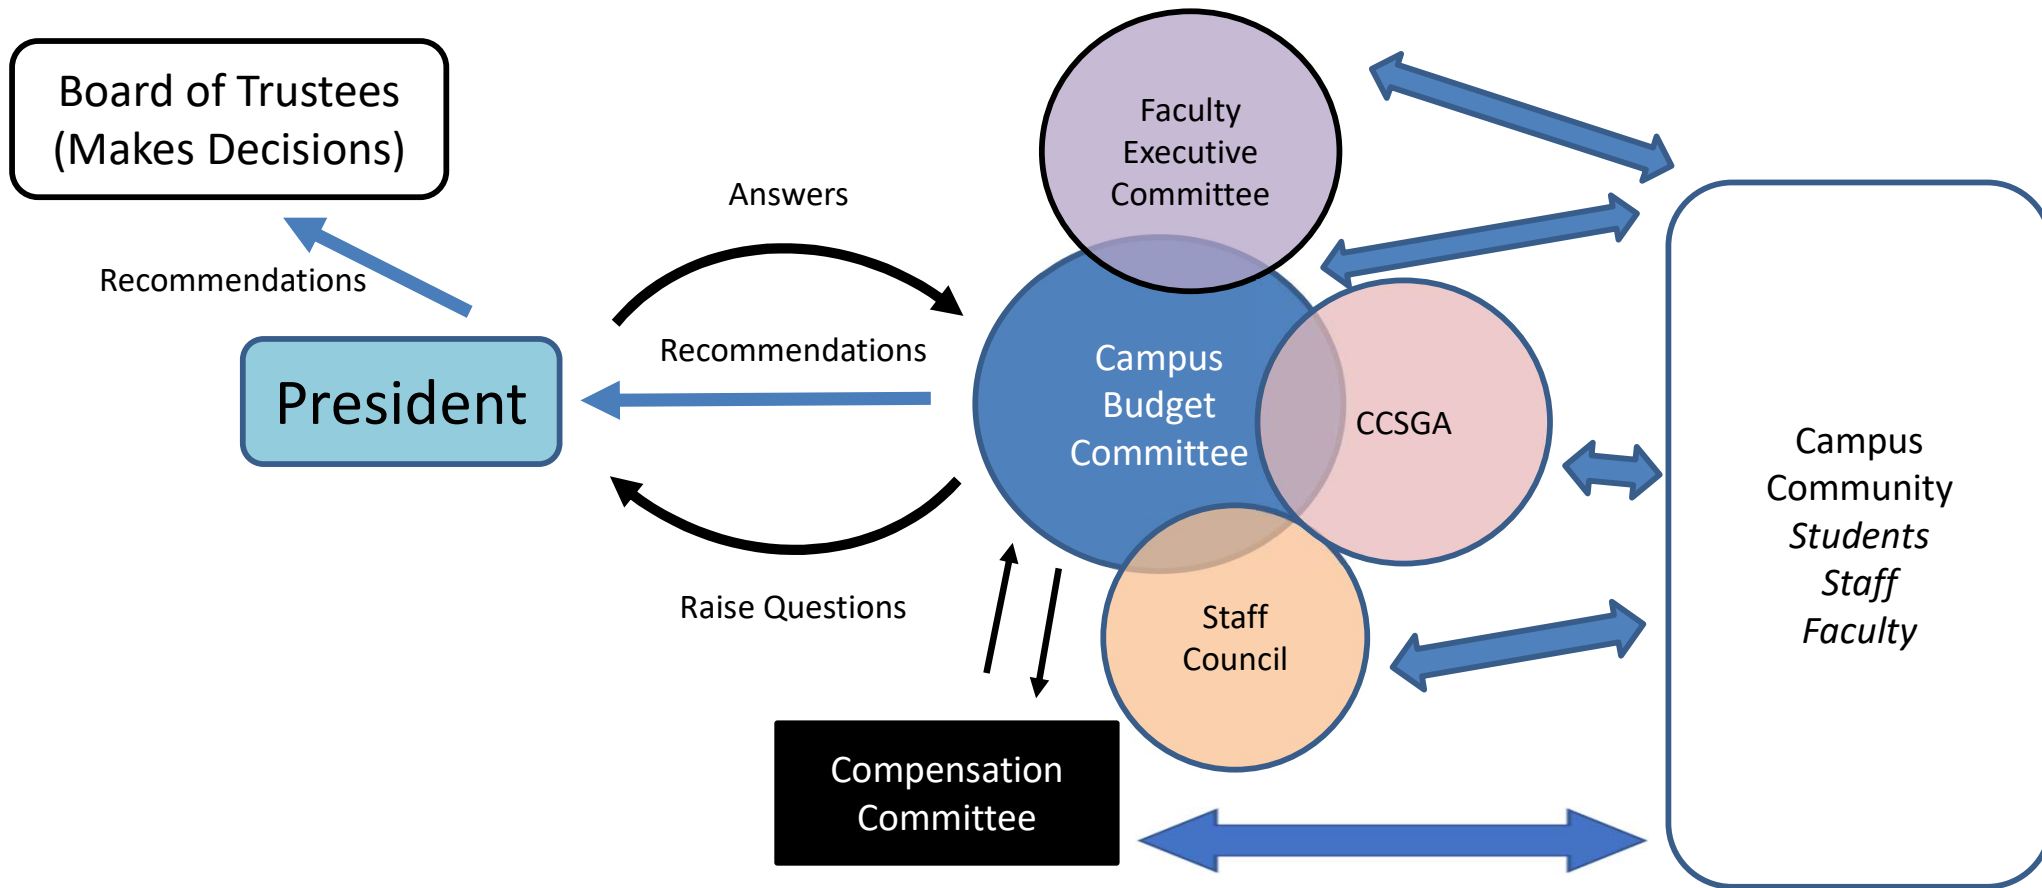 Board of Trustees
(Makes Decisions)
Recommendations
President
Answers
Recommendations
Raise Questions
Faculty
Executive
Committee
Campus
Budget
Committee
CCSGA
Staff
Council
Compensation
Committee
Campus
Community
Students
Staff
Faculty